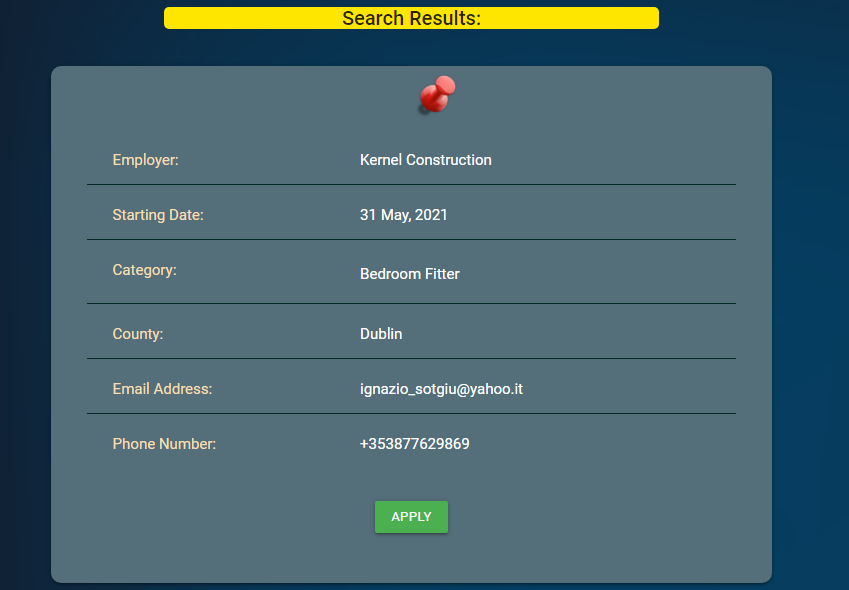 Search Results:
Employer: Kernel Construction
Starting Date: 31 May, 2021
Category: Bedroom Fitter
County: Dublin
Email Address: ignazio_sotgiu@yahoo.it
Phone Number: +353877629869
APPLY